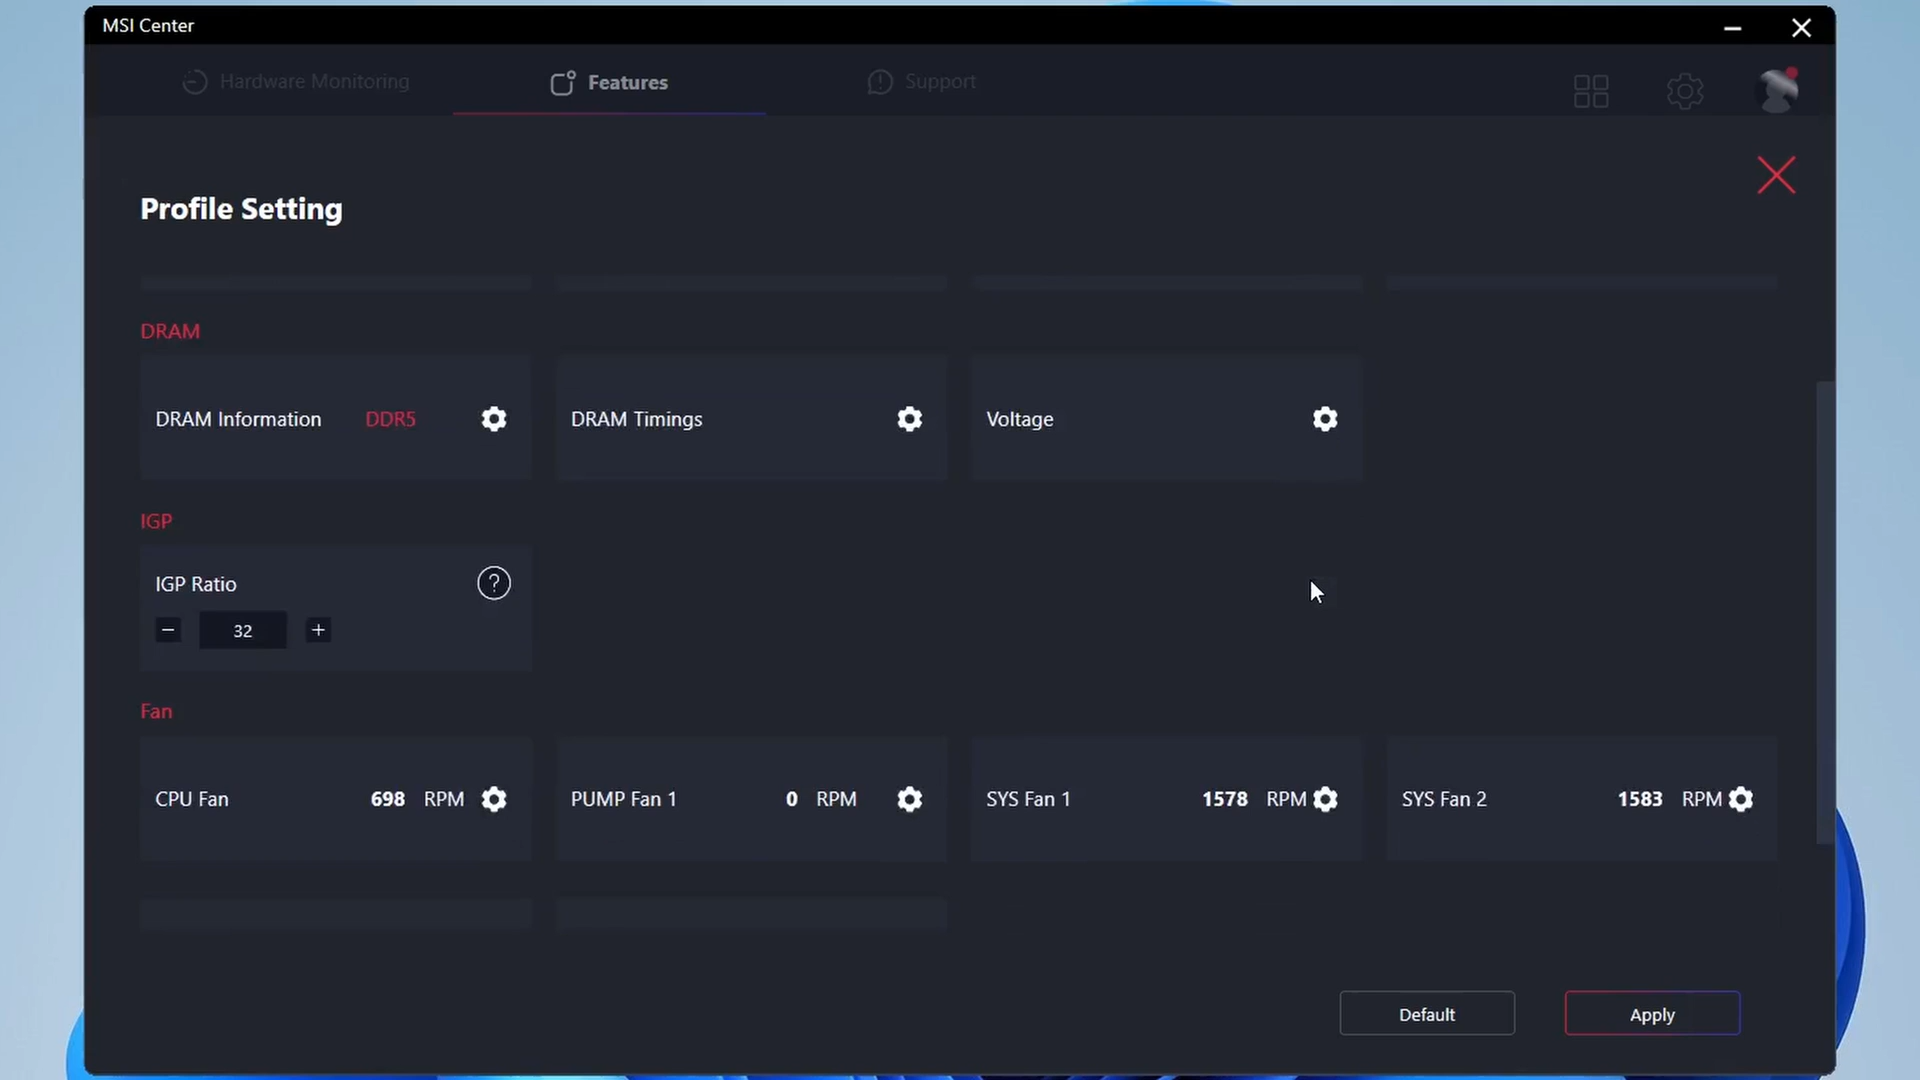 MSI Center
Hardware Monitoring
Features
Support
Profile Setting
DRAM
DRAM Information DDR5
DRAM Timings
Voltage
IGP
IGP Ratio ?
− 32 +
Fan
CPU Fan 698 RPM
PUMP Fan 1 0 RPM
SYS Fan 1 1578 RPM
SYS Fan 2 1583 RPM
Default
Apply